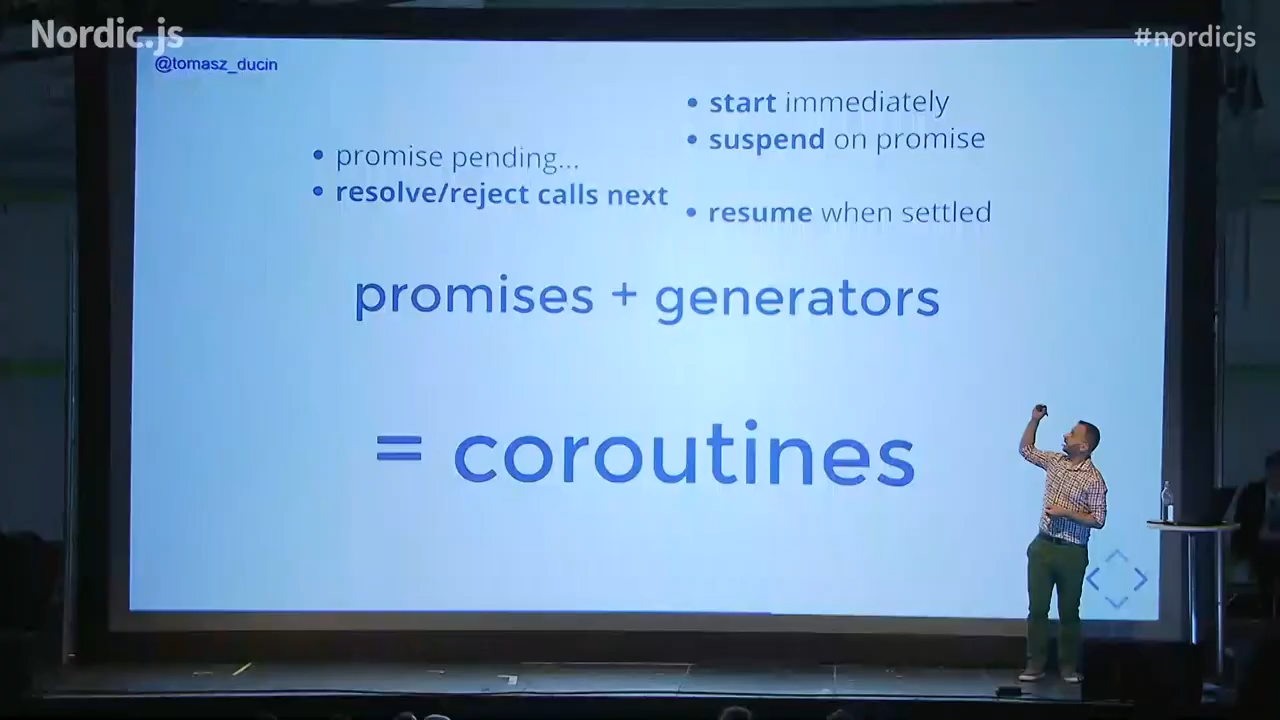 Nordic.js
#nordicjs
@tomasz_ducin
• promise pending...
• resolve/reject calls next
• start immediately
• suspend on promise
• resume when settled
promises + generators
= coroutines